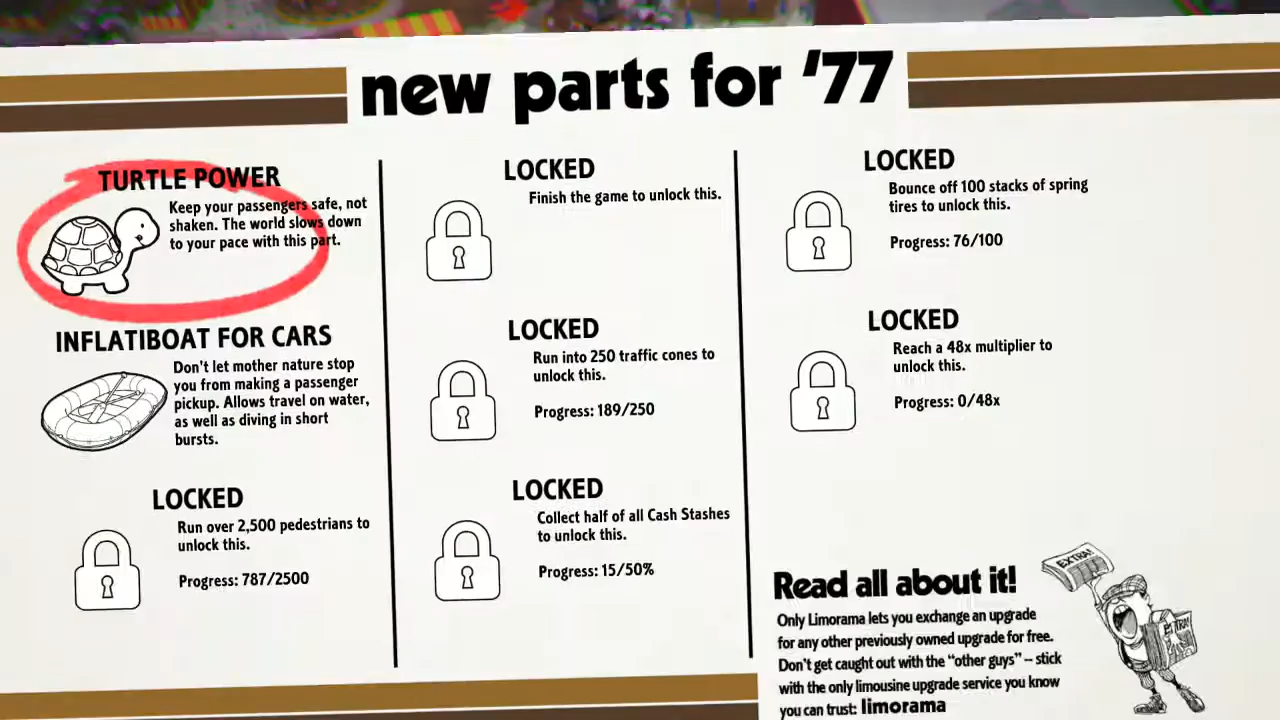 new parts for '77
TURTLE POWER
Keep your passengers safe, not
shaken. The world slows down
to your pace with this part.
INFLATIBOAT FOR CARS
Don't let mother nature stop
you from making a passenger
pickup. Allows travel on water,
as well as diving in short
bursts.
LOCKED
Run over 2,500 pedestrians to
unlock this.
Progress: 787/2500
LOCKED
Finish the game to unlock this.
LOCKED
Run into 250 traffic cones to
unlock this.
Progress: 189/250
LOCKED
Collect half of all Cash Stashes
to unlock this.
Progress: 15/50%
LOCKED
Bounce off 100 stacks of spring
tires to unlock this.
Progress: 76/100
LOCKED
Reach a 48x multiplier to
unlock this.
Progress: 0/48x
Read all about it!
Only Limorama lets you exchange an upgrade
for any other previously owned upgrade for free.
Don't get caught out with the "other guys" – stick
with the only limousine upgrade service you know
you can trust: limorama
EXTRA!
EXTRA!